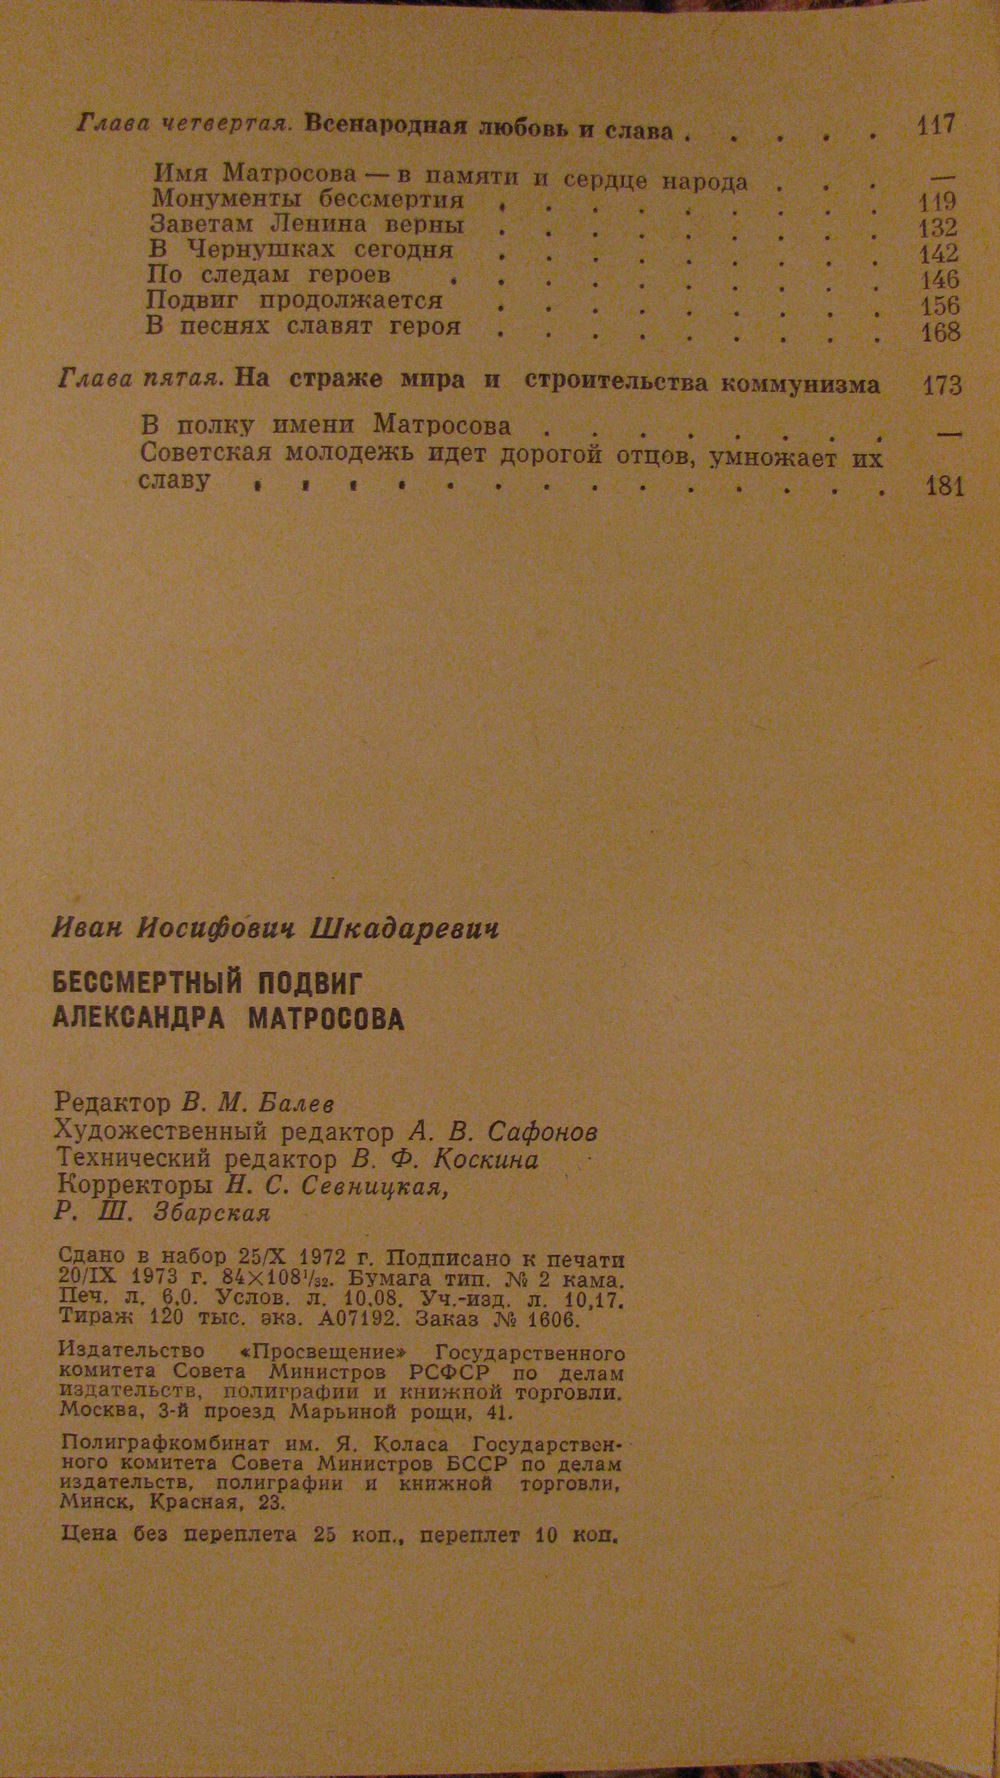 Глава четвертая. Всенародная любовь и слава . . . . . 117
Имя Матросова — в памяти и сердце народа . . . —
Монументы бессмертия . . . . . . . . . 119
Заветам Ленина верны . . . . . . . . . 132
В Чернушках сегодня . . . . . . . . . 142
По следам героев . . . . . . . . . . 146
Подвиг продолжается . . . . . . . . . 156
В песнях славят героя . . . . . . . . . 168
Глава пятая. На страже мира и строительства коммунизма 173
В полку имени Матросова . . . . . . . . —
Советская молодежь идет дорогой отцов, умножает их
славу . . . . . . . . . . . . . . 181
Иван Иосифович Шкадаревич
БЕССМЕРТНЫЙ ПОДВИГ
АЛЕКСАНДРА МАТРОСОВА
Редактор В. М. Балев
Художественный редактор А. В. Сафонов
Технический редактор В. Ф. Коскина
Корректоры Н. С. Севницкая,
Р. Ш. Збарская
Сдано в набор 25/X 1972 г. Подписано к печати
20/IX 1973 г. 84×108¹/₃₂. Бумага тип. № 2 кама.
Печ. л. 6,0. Услов. л. 10,08. Уч.-изд. л. 10,17.
Тираж 120 тыс. экз. А07192. Заказ № 1606.
Издательство «Просвещение» Государственного
комитета Совета Министров РСФСР по делам
издательств, полиграфии и книжной торговли.
Москва, 3-й проезд Марьиной рощи, 41.
Полиграфкомбинат им. Я. Коласа Государствен-
ного комитета Совета Министров БССР по делам
издательств, полиграфии и книжной торговли,
Минск, Красная, 23.
Цена без переплета 25 коп., переплет 10 коп.